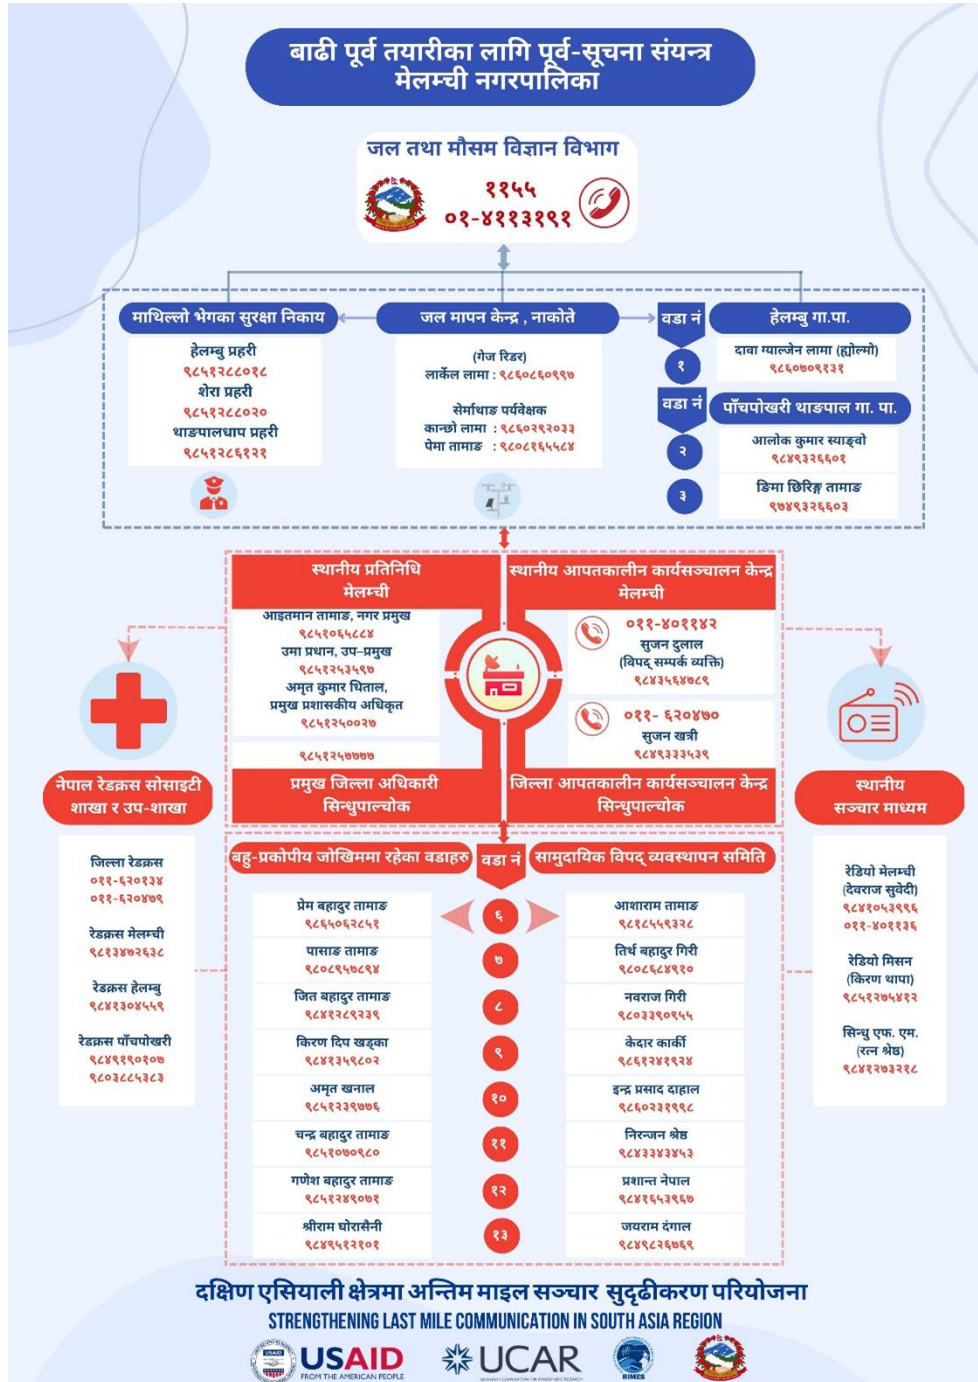 बाढी पूर्व तयारीका लागि पूर्व-सूचना संयन्त्र
मेलम्ची नगरपालिका
जल तथा मौसम विज्ञान विभाग
११५५
०१-४११३१९१
माथिल्लो भेगका सुरक्षा निकाय
हेलम्बु प्रहरी
९८५१२८८०१८
शेरा प्रहरी
९८५१२८८०२०
थाङपालधाप प्रहरी
९८५१२८६१२१
जल मापन केन्द्र , नाकोते
(गेज रिडर)
लार्केल लामा : ९८६०८६०९९७
सेर्माथाङ पर्यवेक्षक
कान्छो लामा : ९८६०२९२०३३
पेमा तामाङ : ९८०८१६५५८४
वडा नं
हेलम्बु गा.पा.
१
दावा ग्याल्जेन लामा (ह्योल्मो)
९८६०७०९१३१
वडा नं
पाँचपोखरी थाङपाल गा. पा.
२
आलोक कुमार स्याङ्वो
९८४९३२६६०१
३
ङिमा छिरिङ्ग तामाङ
९७४९३२६६०३
स्थानीय प्रतिनिधि
मेलम्ची
आइतमान तामाङ, नगर प्रमुख
९८५१०६५८८४
उमा प्रधान, उप–प्रमुख
९८५१२५३५९७
अमृत कुमार धिताल,
प्रमुख प्रशासकीय अधिकृत
९८५१२५००२७
९८५१२५७७७७
प्रमुख जिल्ला अधिकारी
सिन्धुपाल्चोक
स्थानीय आपतकालीन कार्यसञ्चालन केन्द्र
मेलम्ची
०११-४०११४२
सुजन दुलाल
(विपद् सम्पर्क व्यक्ति)
९८४३५६४७८९
०११- ६२०४७०
सुजन खत्री
९८४९३३३५३९
जिल्ला आपतकालीन कार्यसञ्चालन केन्द्र
सिन्धुपाल्चोक
नेपाल रेडक्रस सोसाइटी
शाखा र उप-शाखा
जिल्ला रेडक्रस
०११-६२०१३४
०११-६२०४७९
रेडक्रस मेलम्ची
९८१३४७२६३८
रेडक्रस हेलम्बु
९८४१३०४५५९
रेडक्रस पाँचपोखरी
९८४९१९०१०७
९८०३८८५३८३
स्थानीय
सञ्चार माध्यम
रेडियो मेलम्ची
(देवराज सुवेदी)
९८४१०५३९९६
०११-४०११३६
रेडियो मिसन
(किरण थापा)
९८५१२७५४१२
सिन्धु एफ. एम.
(रत्न श्रेष्ठ)
९८४१२७३२१८
बहु-प्रकोपीय जोखिममा रहेका वडाहरु
वडा नं
सामुदायिक विपद् व्यवस्थापन समिति
प्रेम बहादुर तामाङ
९८६५०६२८५१
६
आशाराम तामाङ
९८१८५५९३२८
पासाङ तामाङ
९८०८९५७८९४
७
तिर्थ बहादुर गिरी
९८०८६८४९१०
जित बहादुर तामाङ
९८४१२८९२३९
८
नवराज गिरी
९८०३३९०९५५
किरण दिप खड्का
९८४१३५९८०२
९
केदार कार्की
९८६१२४१९२४
अमृत खनाल
९८५१२३९७७६
१०
इन्द्र प्रसाद दाहाल
९८६०२३१९९८
चन्द्र बहादुर तामाङ
९८५१०७०९८०
११
निरन्जन श्रेष्ठ
९८४३३४३४५३
गणेश बहादुर तामाङ
९८५१२४९०७१
१२
प्रशान्त नेपाल
९८४१६५३९६७
श्रीराम घोरासैनी
९८४९५१२१०१
१३
जयराम दंगाल
९८४९८२६७६९
दक्षिण एसियाली क्षेत्रमा अन्तिम माइल सञ्चार सुदृढीकरण परियोजना
STRENGTHENING LAST MILE COMMUNICATION IN SOUTH ASIA REGION
USAID
USAID
FROM THE AMERICAN PEOPLE
UCAR
RIMES